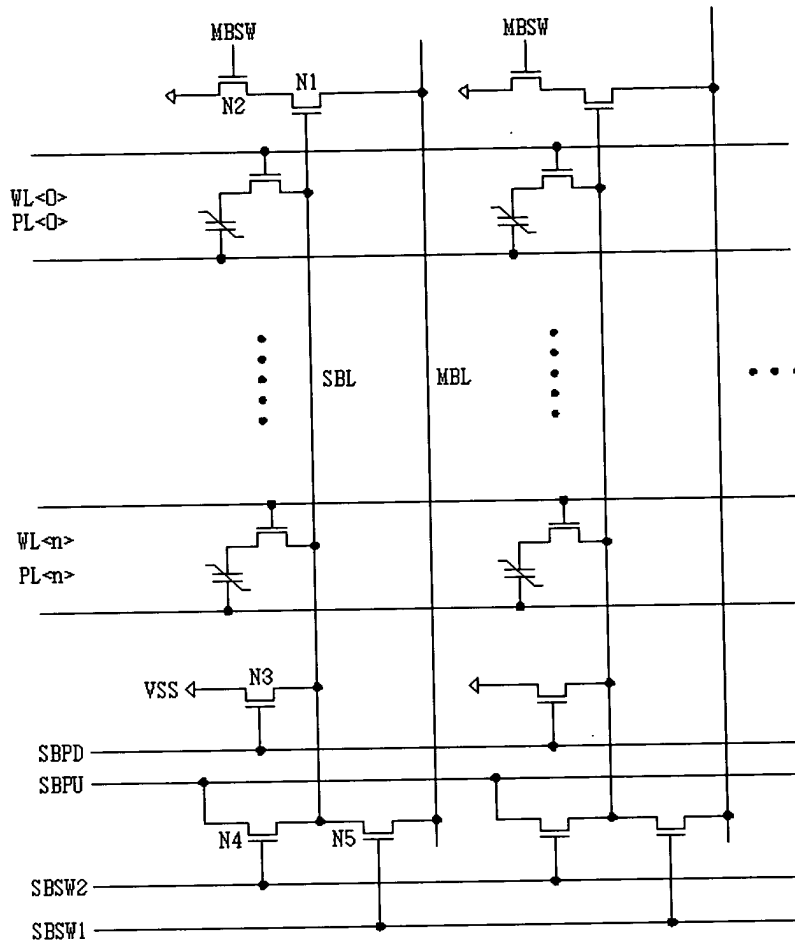 MBSW
MBSW
N1
N2
WL<0>
PL<0>
SBL
MBL
WL<n>
PL<n>
N3
VSS
SBPD
SBPU
N4
N5
SBSW2
SBSW1